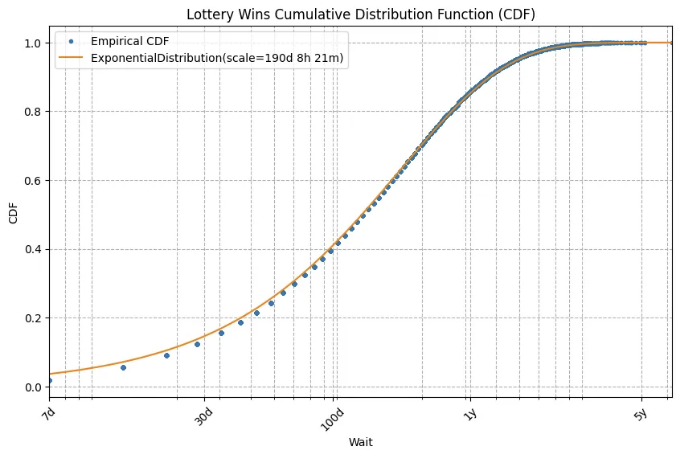 Lottery Wins Cumulative Distribution Function (CDF)
Empirical CDF
ExponentialDistribution(scale=190d 8h 21m)
CDF
1.0
0.8
0.6
0.4
0.2
0.0
7d
30d
100d
1y
5y
Wait